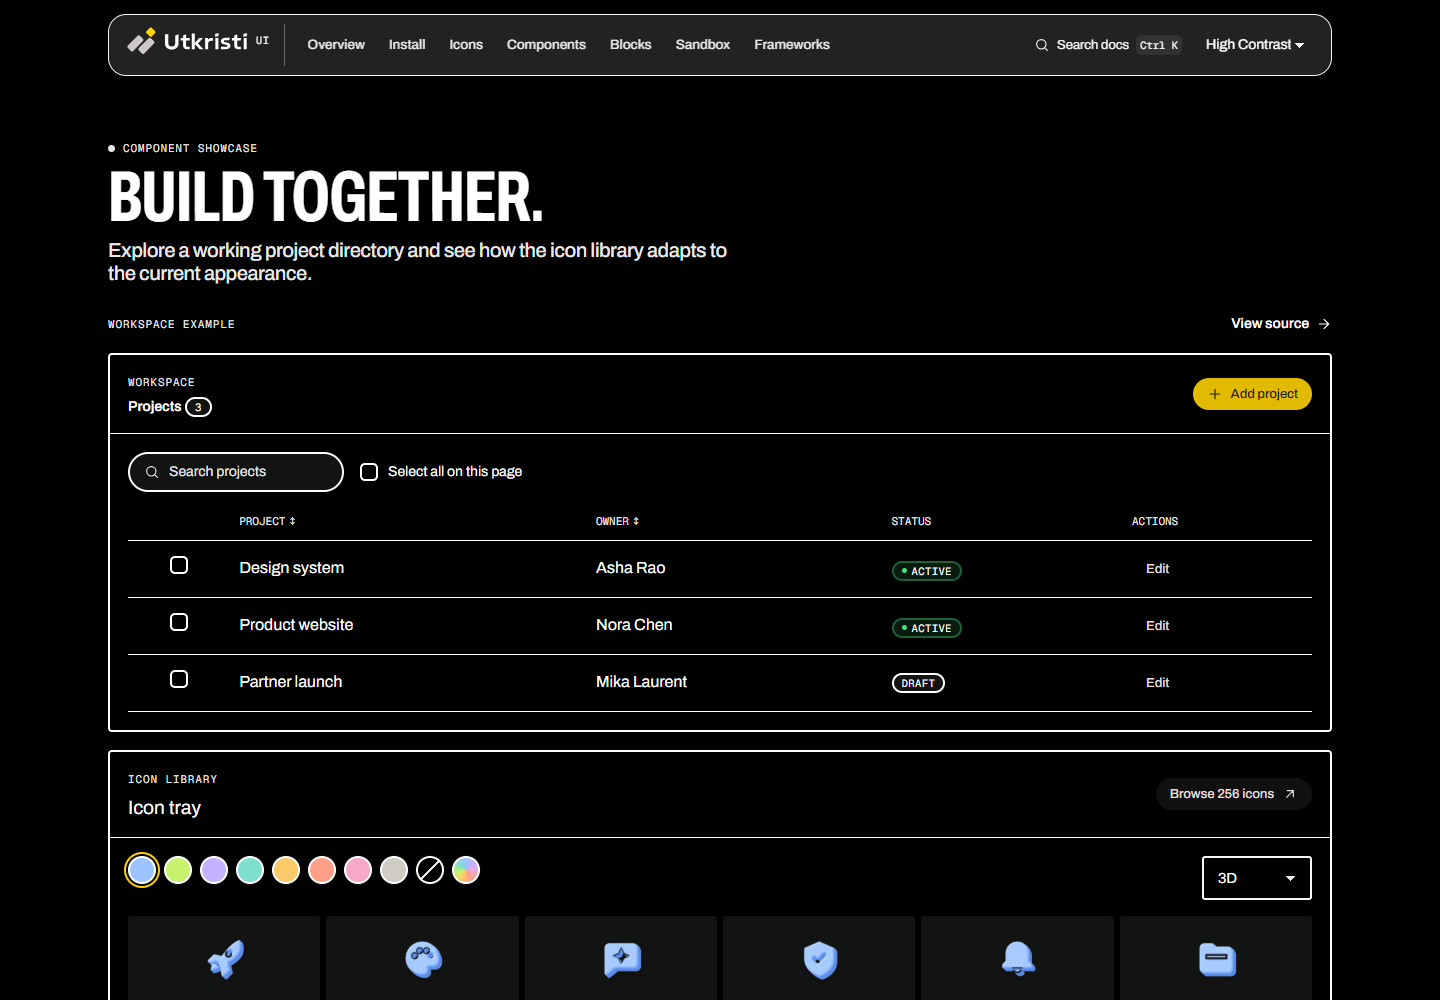 Utkristi UI
Overview Install Icons Components Blocks Sandbox Frameworks
Search docs Ctrl K High Contrast
COMPONENT SHOWCASE
BUILD TOGETHER.
Explore a working project directory and see how the icon library adapts to
the current appearance.
WORKSPACE EXAMPLE
View source
WORKSPACE
Projects 3
Add project
Search projects
Select all on this page
PROJECT OWNER STATUS ACTIONS
Design system Asha Rao ACTIVE Edit
Product website Nora Chen ACTIVE Edit
Partner launch Mika Laurent DRAFT Edit
ICON LIBRARY
Icon tray
Browse 256 icons
3D